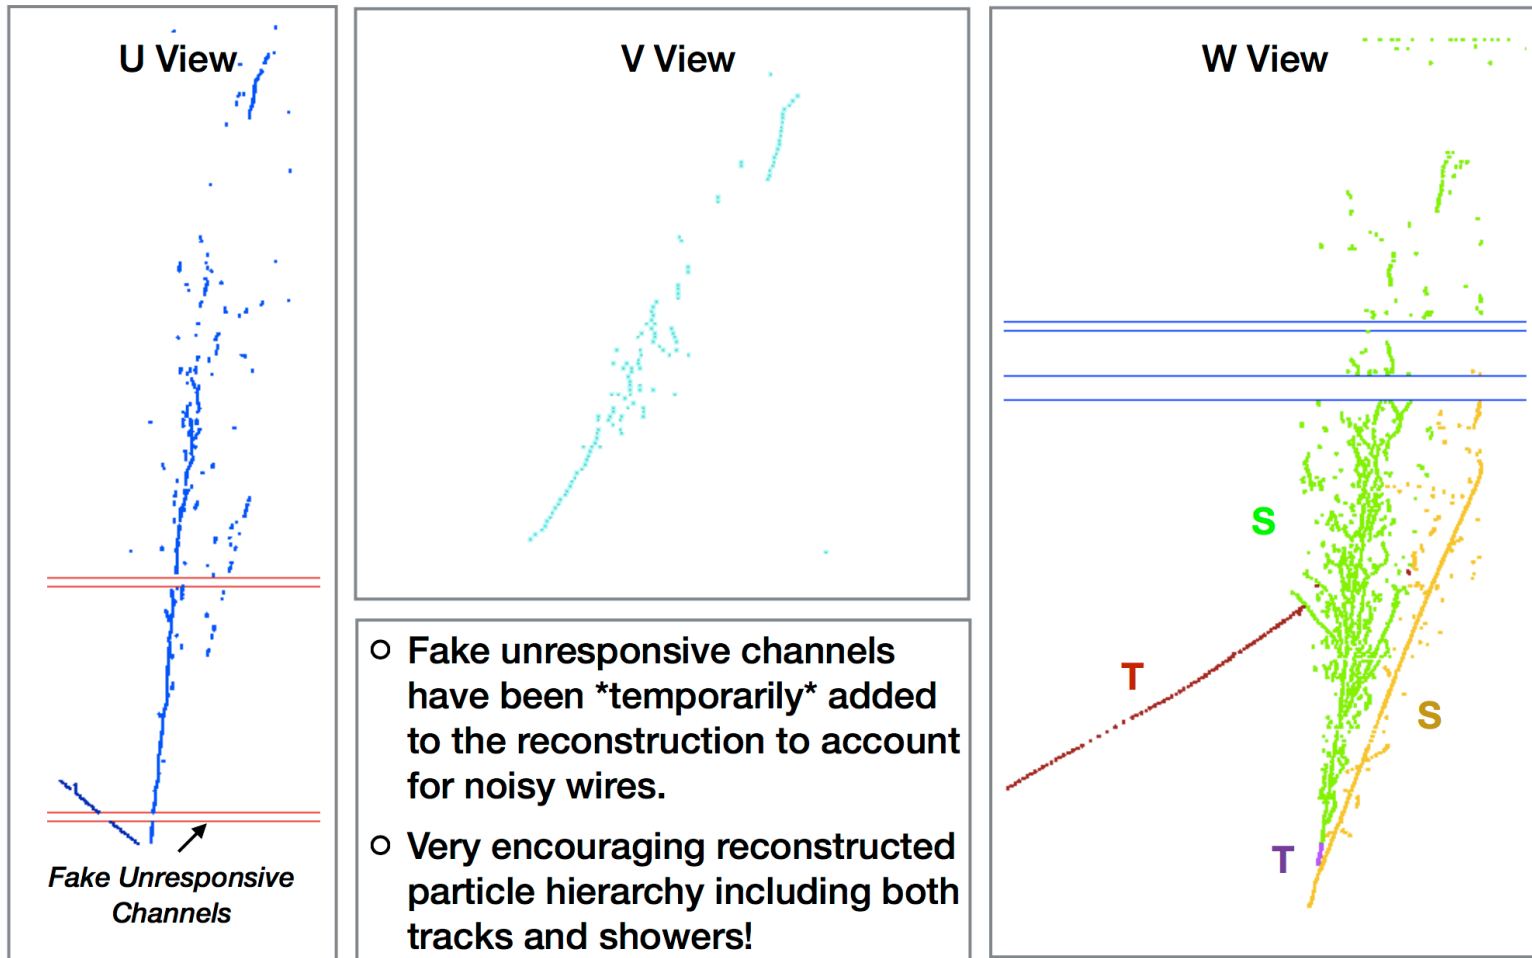 U View
V View
W View
Fake Unresponsive
Channels
○ Fake unresponsive channels
have been *temporarily* added
to the reconstruction to account
for noisy wires.
○ Very encouraging reconstructed
particle hierarchy including both
tracks and showers!
S
T
S
T